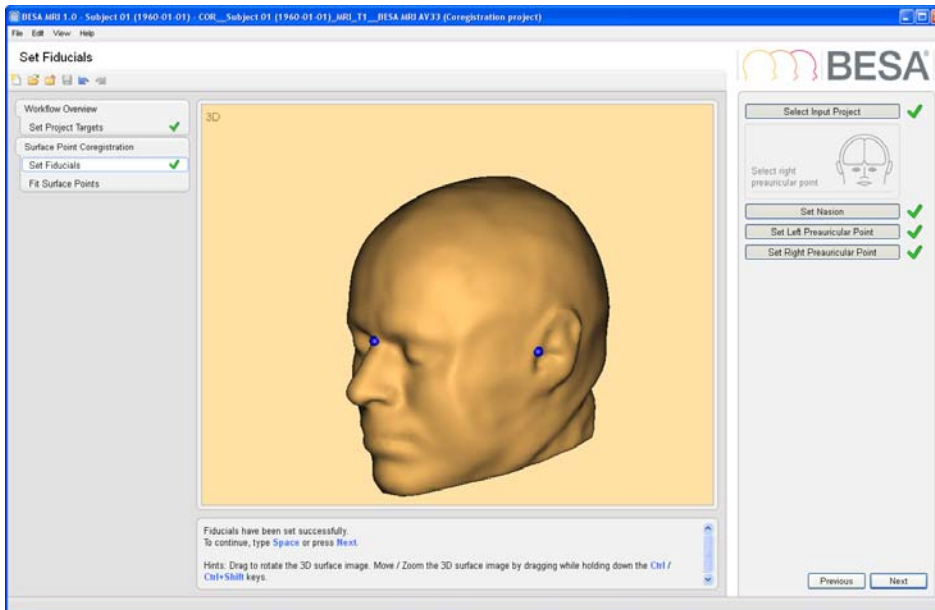 BESA MRI 1.0 - Subject 01 (1960-01-01) - COR__Subject 01 (1960-01-01)_MRI_T1__BESA MRI AV33 (Coregistration project)
File Edit View Help
Set Fiducials
BESA
Workflow Overview
Set Project Targets
Surface Point Coregistration
Set Fiducials
Fit Surface Points
3D
Select Input Project
Select right
preauricular point
Set Nasion
Set Left Preauricular Point
Set Right Preauricular Point
Fiducials have been set successfully.
To continue, type Space or press Next.
Hints: Drag to rotate the 3D surface image. Move / Zoom the 3D surface image by dragging while holding down the Ctrl /
Ctrl+Shift keys.
Previous Next